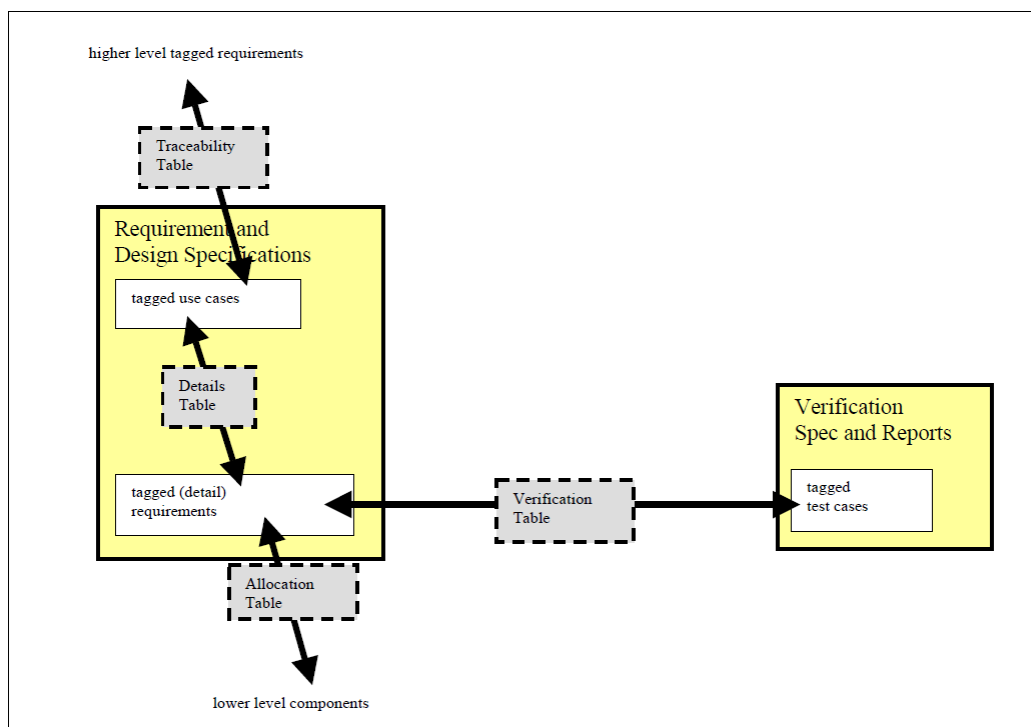 higher level tagged requirements
Traceability
Table
Requirement and
Design Specifications
tagged use cases
Details
Table
tagged (detail)
requirements
Verification
Table
Verification
Spec and Reports
tagged
test cases
Allocation
Table
lower level components